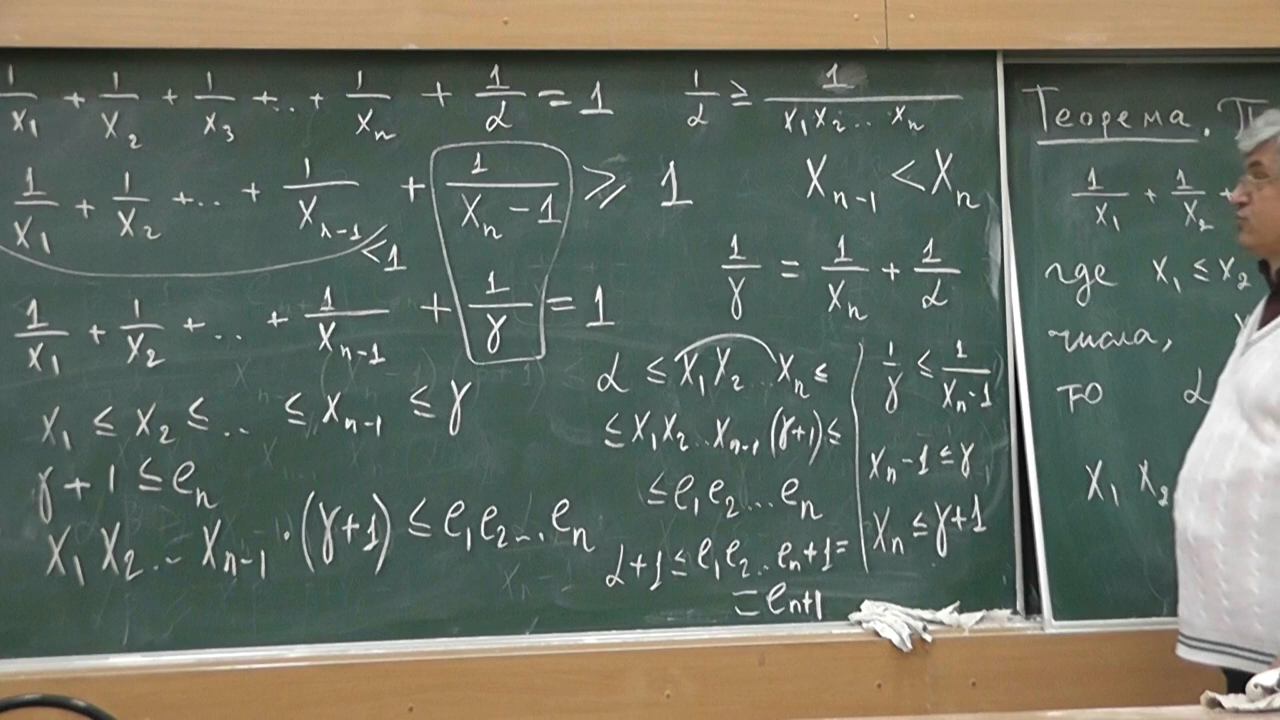 1/x₁ + 1/x₂ + 1/x₃ + ... + 1/xₙ + 1/α = 1
1/x₁ + 1/x₂ + ... + 1/xₙ₋₁ + 1/(xₙ - 1) ≥ 1
< 1
1/x₁ + 1/x₂ + ... + 1/xₙ₋₁ + 1/γ = 1
x₁ ≤ x₂ ≤ ... ≤ xₙ₋₁ ≤ γ
γ + 1 ≤ eₙ
x₁ x₂ ... xₙ₋₁ · (γ+1) ≤ e₁e₂...eₙ
1/α ≥ 1/(x₁x₂...xₙ)
xₙ₋₁ < xₙ
1/γ = 1/xₙ + 1/α
α ≤ x₁x₂...xₙ ≤
≤ x₁x₂...xₙ₋₁(γ+1) ≤
≤ e₁e₂...eₙ
α+1 ≤ e₁e₂...eₙ+1 =
= eₙ₊₁
1/γ ≤ 1/(xₙ-1)
xₙ-1 ≤ γ
xₙ ≤ γ+1
Теорема.
1/x₁ + 1/x₂ +
где x₁ ≤ x₂
числа,
то α
x₁ x₂